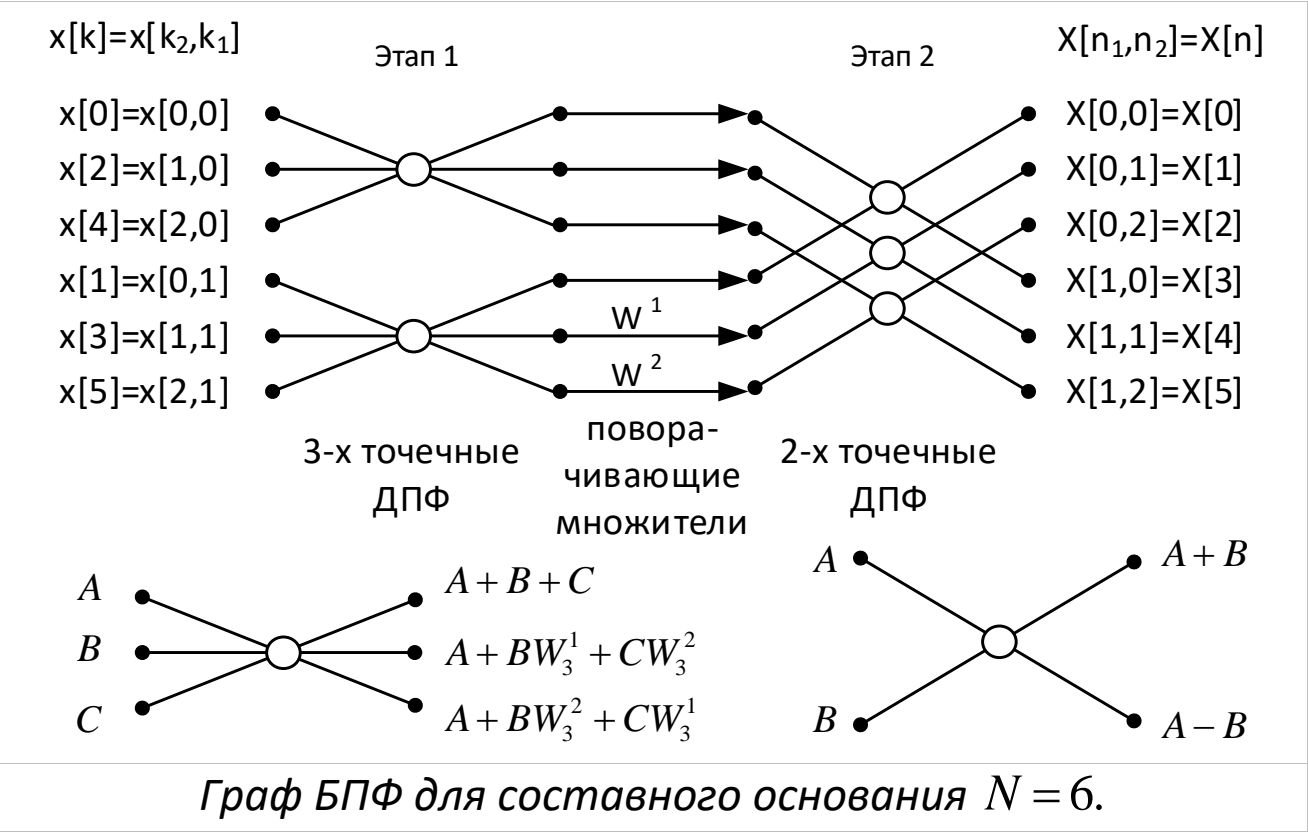 x[k]=x[k₂,k₁]
Этап 1
Этап 2
X[n₁,n₂]=X[n]
x[0]=x[0,0]
X[0,0]=X[0]
x[2]=x[1,0]
X[0,1]=X[1]
x[4]=x[2,0]
X[0,2]=X[2]
x[1]=x[0,1]
X[1,0]=X[3]
x[3]=x[1,1]
W ¹
X[1,1]=X[4]
x[5]=x[2,1]
W ²
X[1,2]=X[5]
3-х точечные
ДПФ
повора-
чивающие
множители
2-х точечные
ДПФ
A
B
C
A + B + C
A + BW₃¹ + CW₃²
A + BW₃² + CW₃¹
A
B
A + B
A − B
Граф БПФ для составного основания N = 6.